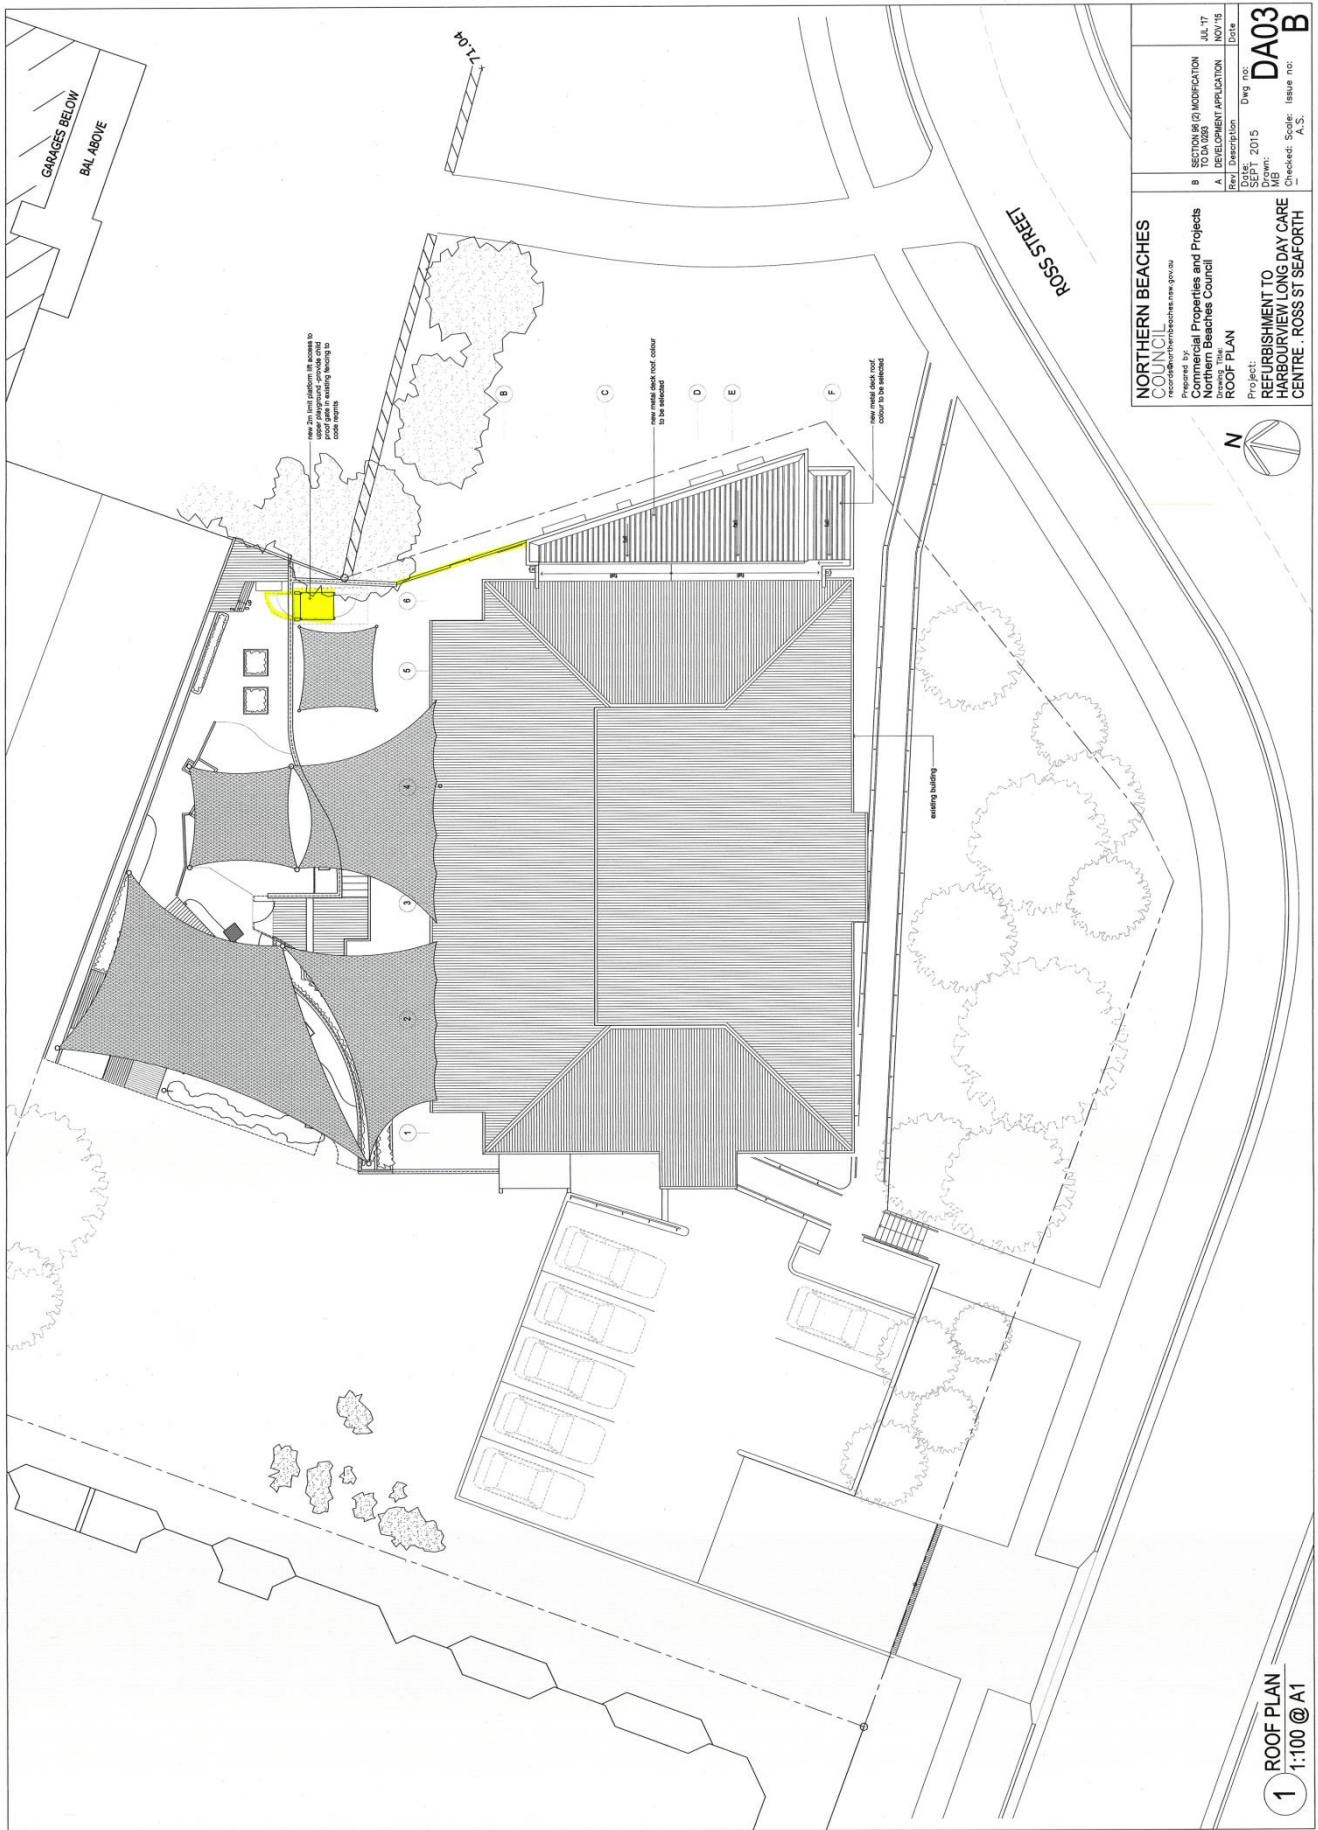 GARAGES BELOW
BAL ABOVE
+71.04
new 2m limit platform lift access to
upper playground -provide child
proof gate in existing fencing to
code reqmts
B
C
D
E
F
new metal deck roof. colour
to be selected
new metal deck roof.
colour to be selected
fall
fall
fall
6
5
4
3
2
1
existing building
ROSS STREET
N
NORTHERN BEACHES
COUNCIL
records@northernbeaches.nsw.gov.au
Prepared by:
Commercial Properties and Projects
Northern Beaches Council
Drawing Title:
ROOF PLAN
Project:
REFURBISHMENT TO
HARBOURVIEW LONG DAY CARE
CENTRE . ROSS ST SEAFORTH
B SECTION 96 (2) MODIFICATION JUL '17
TO DA 0293
A DEVELOPMENT APPLICATION NOV '15
Rev Description Date
Date: Dwg no:
SEPT 2015 DA03
Drawn:
MB
Checked: Scale: Issue no:
– A.S. B
1 ROOF PLAN
1:100 @ A1